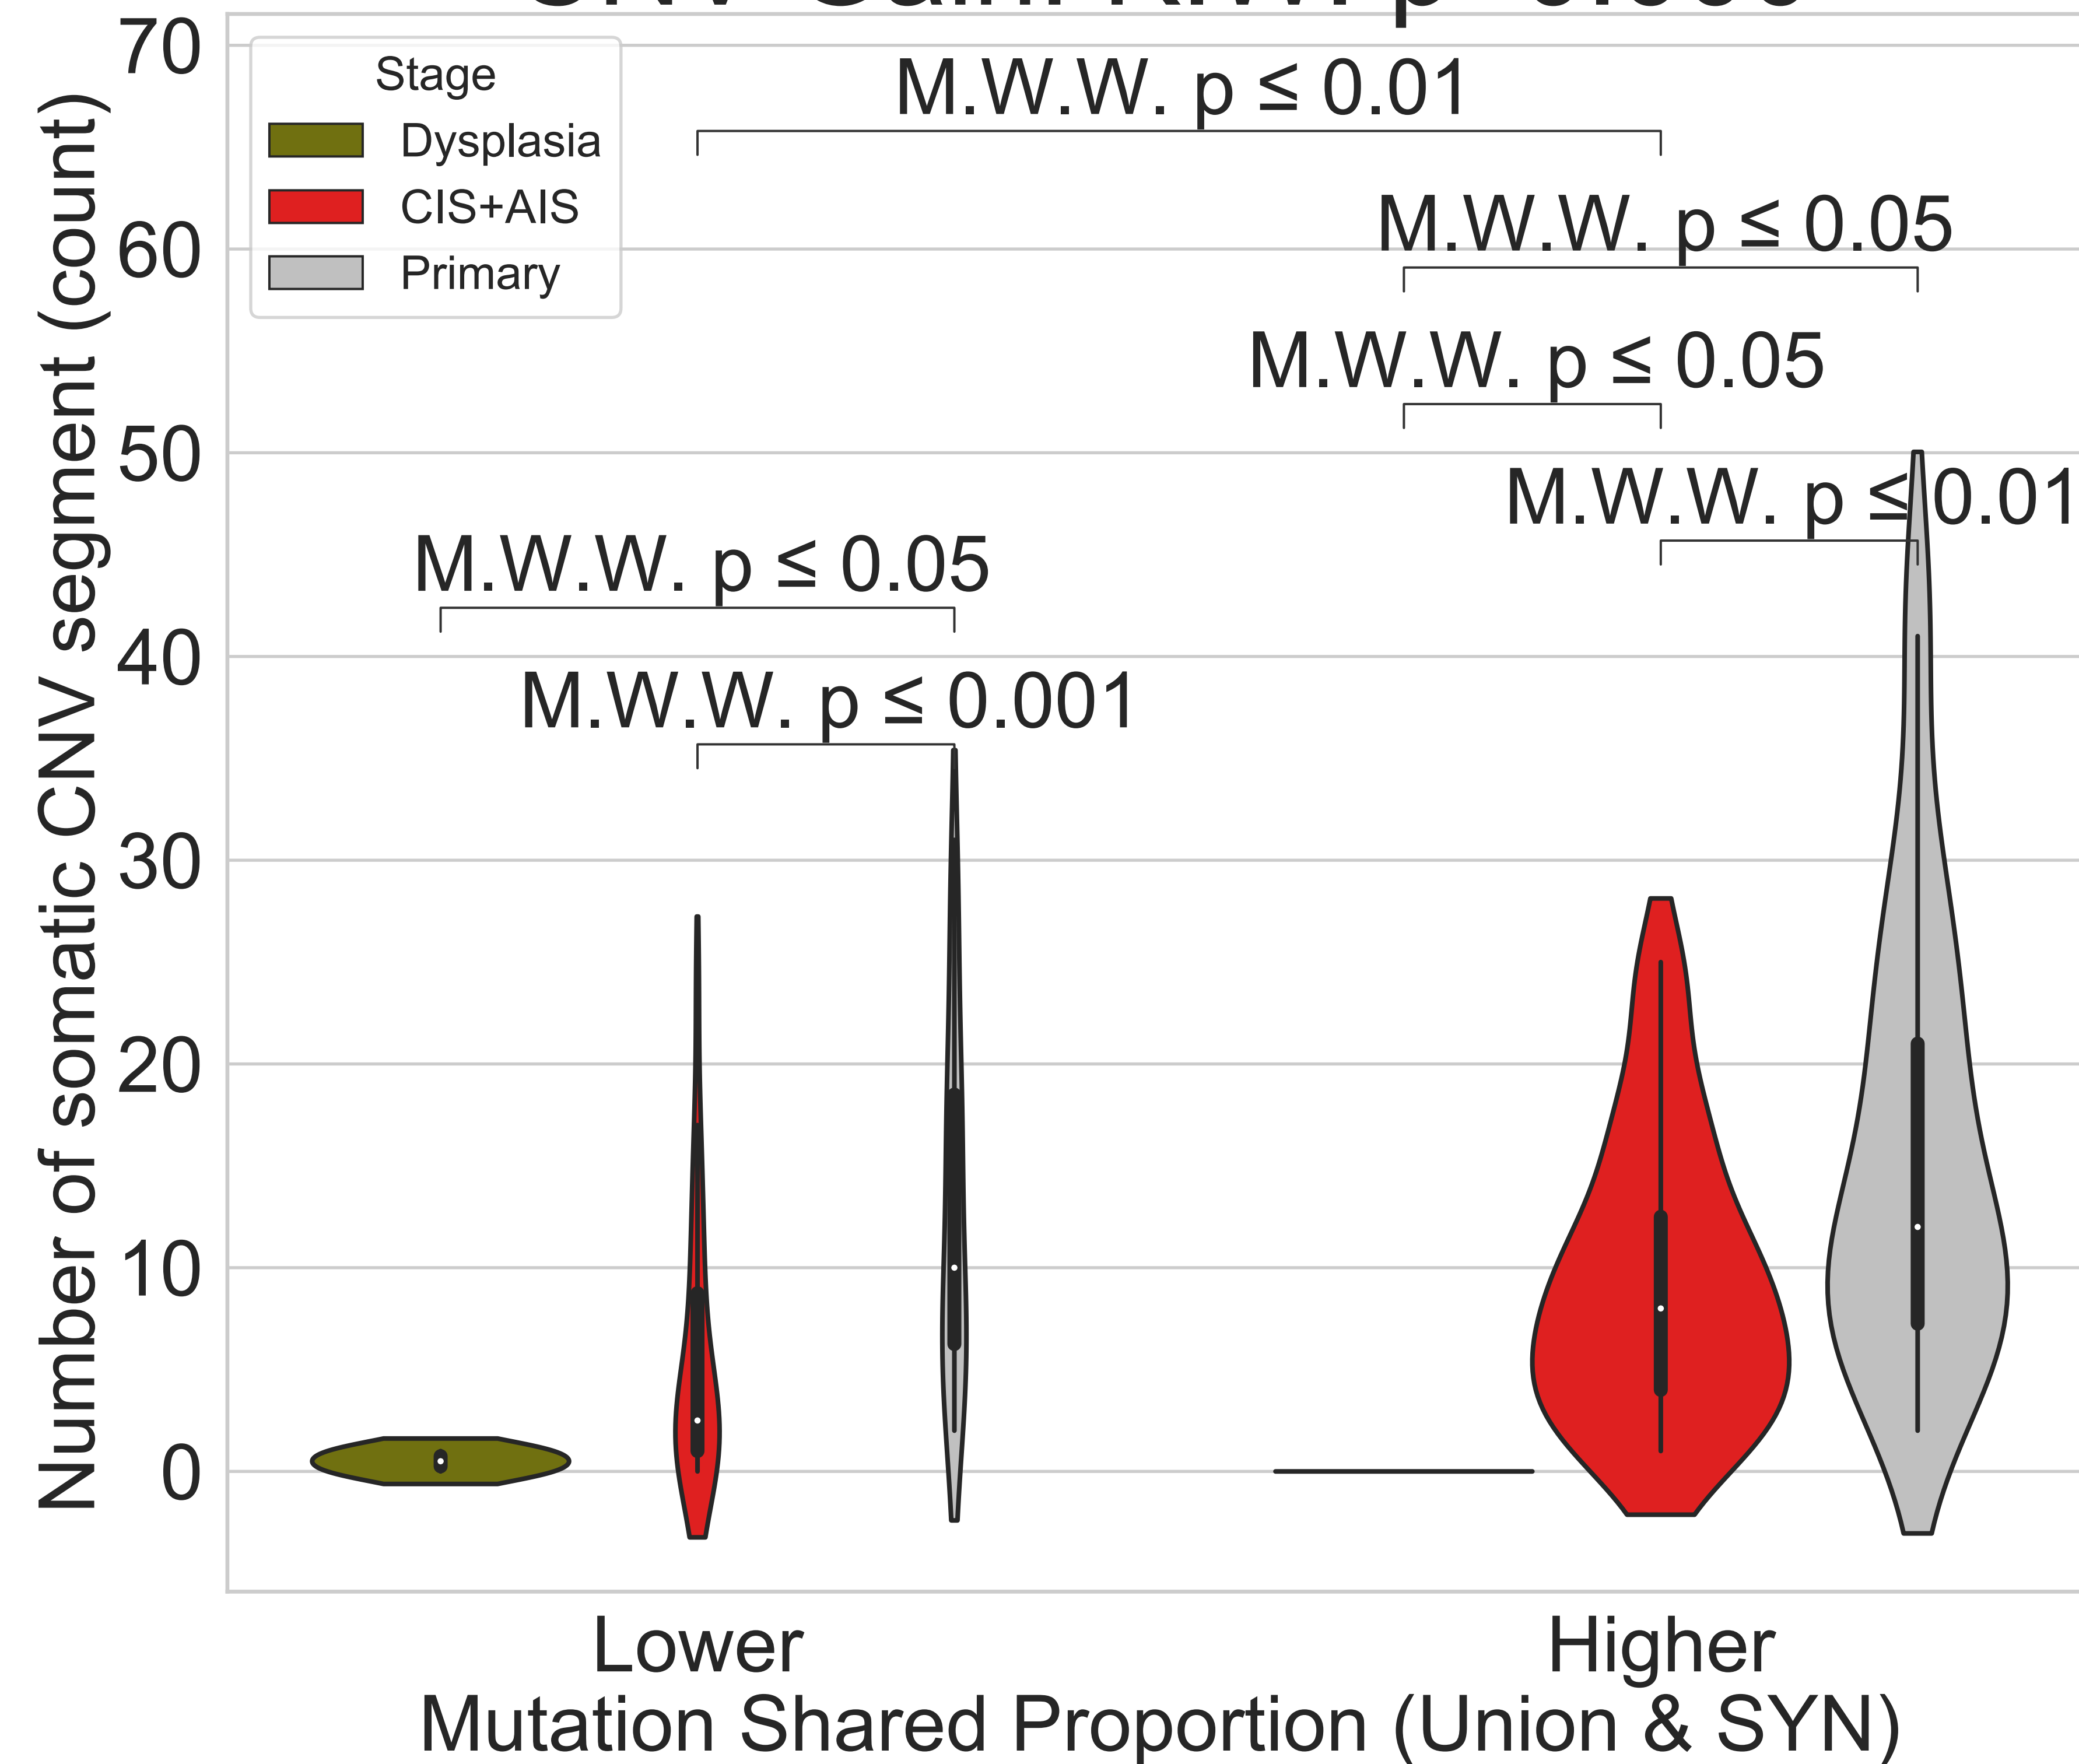 70
60
50
40
30
20
10
0
Number of somatic CNV segment (count)
Stage
Dysplasia
CIS+AIS
Primary
M.W.W. p ≤ 0.01
M.W.W. p ≤ 0.05
M.W.W. p ≤ 0.05
M.W.W. p ≤ 0.01
M.W.W. p ≤ 0.05
M.W.W. p ≤ 0.001
Lower
Higher
Mutation Shared Proportion (Union & SYN)